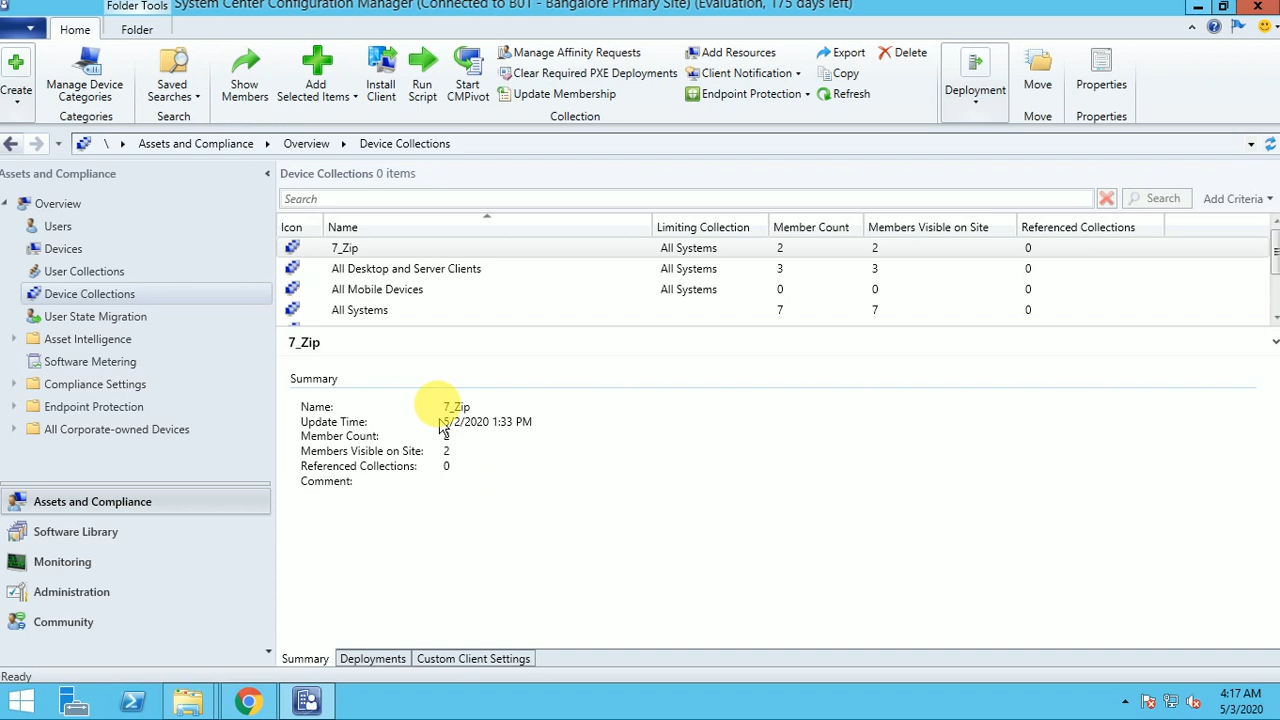 Folder Tools
System Center Configuration Manager (Connected to B01 - Bangalore Primary Site) (Evaluation, 175 days left)
Home
Folder
Create
Manage Device
Categories
Categories
Saved
Searches
Search
Show
Members
Add
Selected Items
Install
Client
Run
Script
Start
CMPivot
Manage Affinity Requests
Clear Required PXE Deployments
Update Membership
Add Resources
Client Notification
Endpoint Protection
Export
Copy
Refresh
Delete
Collection
Deployment
Move
Move
Properties
Properties
\ Assets and Compliance Overview Device Collections
Assets and Compliance
Overview
Users
Devices
User Collections
Device Collections
User State Migration
Asset Intelligence
Software Metering
Compliance Settings
Endpoint Protection
All Corporate-owned Devices
Assets and Compliance
Software Library
Monitoring
Administration
Community
Device Collections 0 items
Search Search Add Criteria
Icon Name Limiting Collection Member Count Members Visible on Site Referenced Collections
7_Zip All Systems 2 2 0
All Desktop and Server Clients All Systems 3 3 0
All Mobile Devices All Systems 0 0 0
All Systems 7 7 0
7_Zip
Summary
Name: 7_Zip
Update Time: 5/2/2020 1:33 PM
Member Count:
Members Visible on Site: 2
Referenced Collections: 0
Comment:
Summary Deployments Custom Client Settings
Ready
4:17 AM
5/3/2020